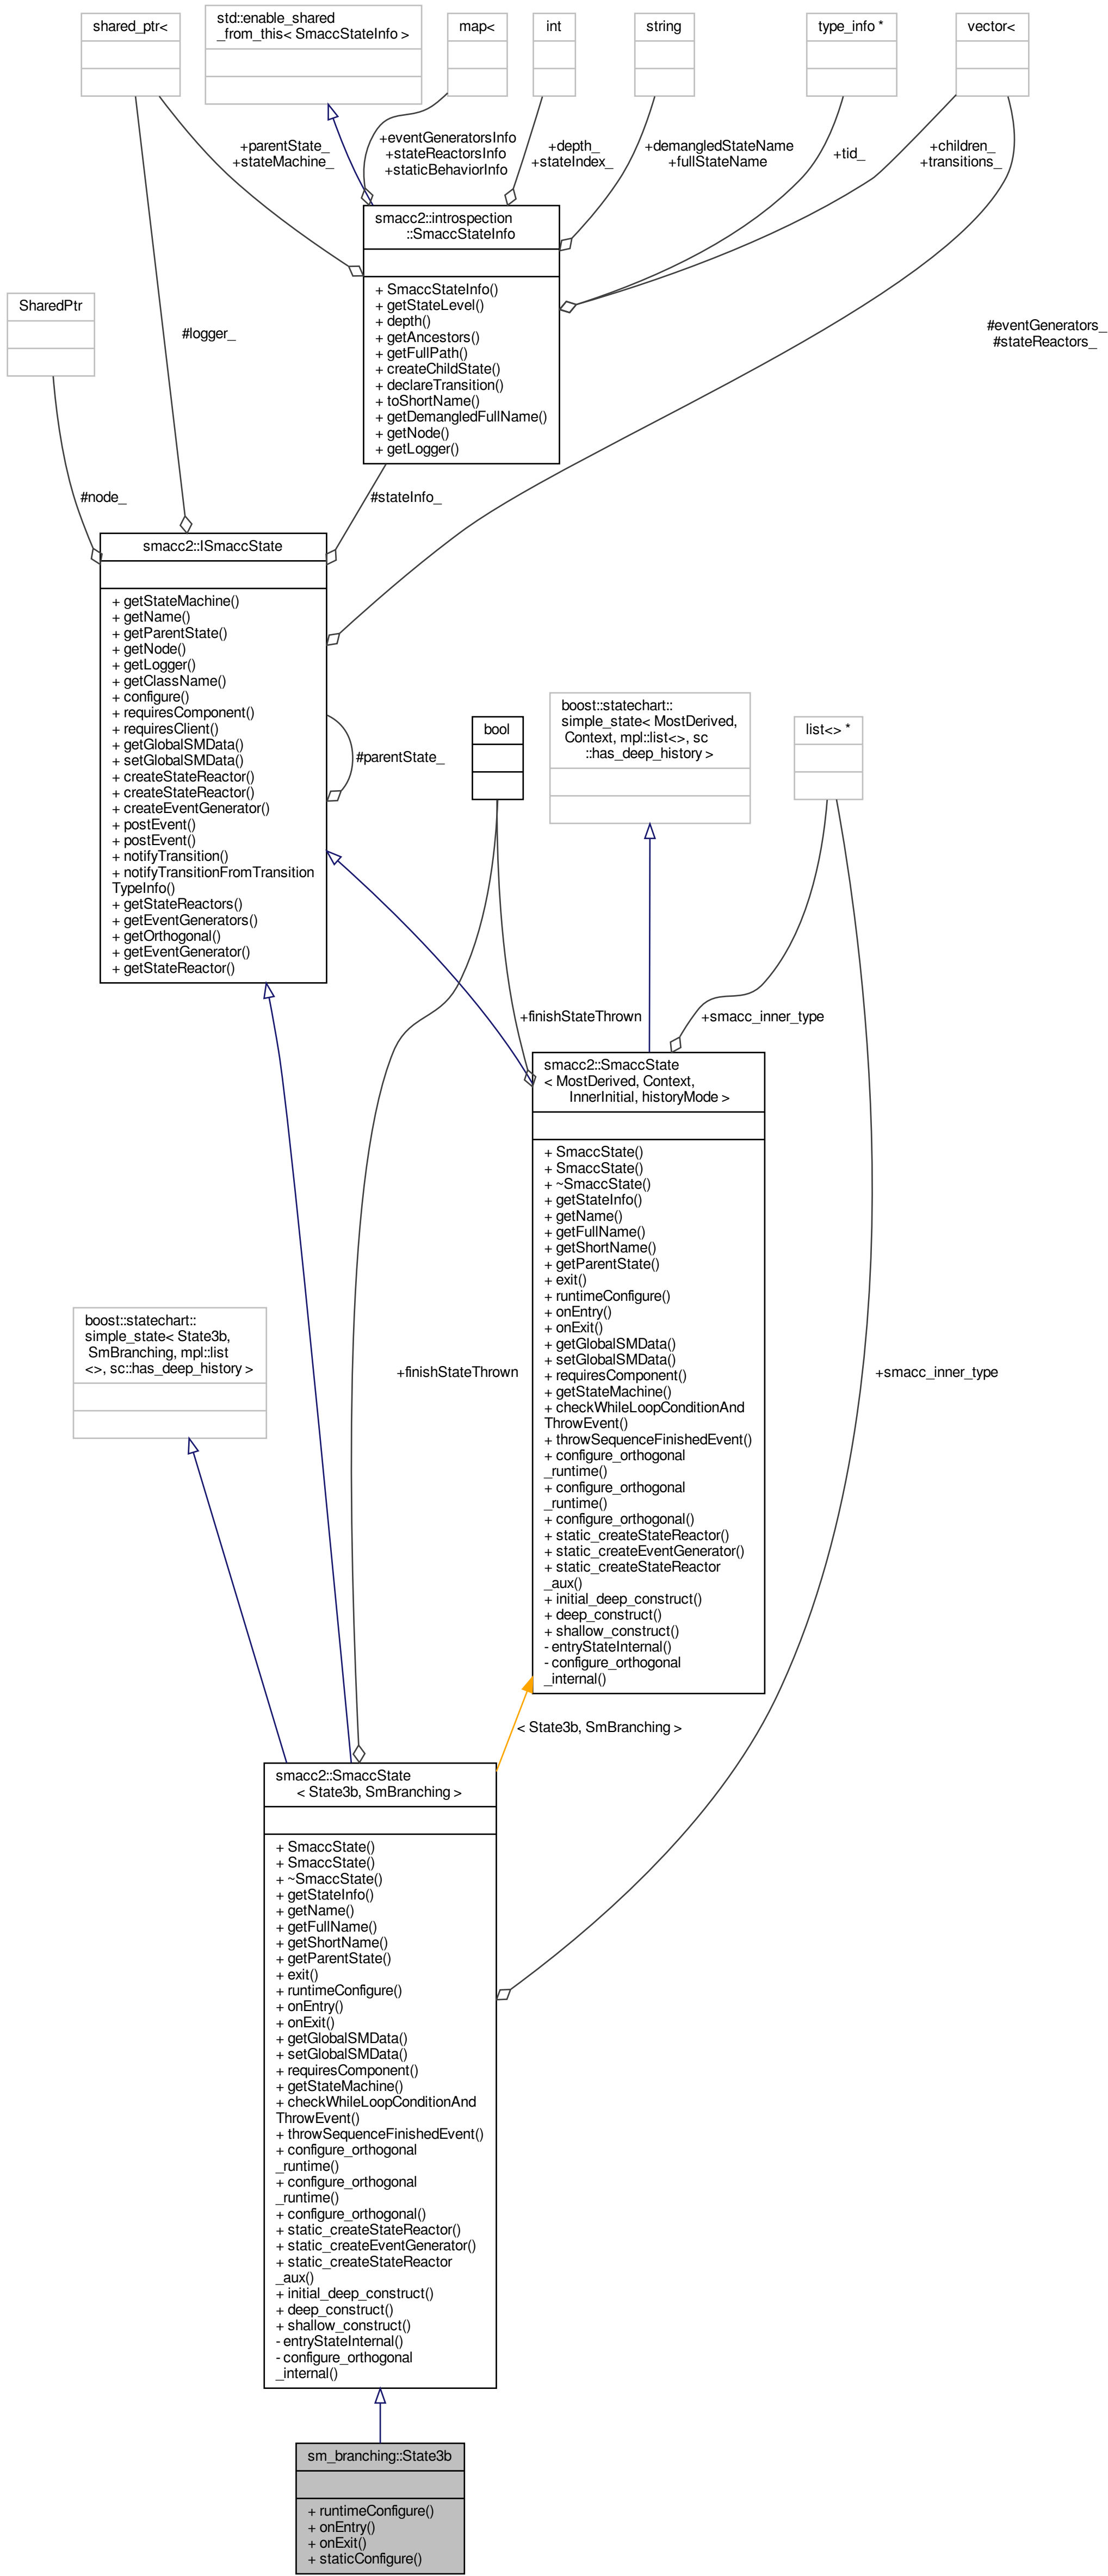 shared_ptr<
std::enable_shared
_from_this< SmaccStateInfo >
map<
int
string
type_info *
vector<
+parentState_
+stateMachine_
+eventGeneratorsInfo
+stateReactorsInfo
+staticBehaviorInfo
+depth_
+stateIndex_
+demangledStateName
+fullStateName
+tid_
+children_
+transitions_
smacc2::introspection
::SmaccStateInfo
+ SmaccStateInfo()
+ getStateLevel()
+ depth()
+ getAncestors()
+ getFullPath()
+ createChildState()
+ declareTransition()
+ toShortName()
+ getDemangledFullName()
+ getNode()
+ getLogger()
SharedPtr
#logger_
#eventGenerators_
#stateReactors_
#node_
#stateInfo_
smacc2::ISmaccState
+ getStateMachine()
+ getName()
+ getParentState()
+ getNode()
+ getLogger()
+ getClassName()
+ configure()
+ requiresComponent()
+ requiresClient()
+ getGlobalSMData()
+ setGlobalSMData()
+ createStateReactor()
+ createStateReactor()
+ createEventGenerator()
+ postEvent()
+ postEvent()
+ notifyTransition()
+ notifyTransitionFromTransition
TypeInfo()
+ getStateReactors()
+ getEventGenerators()
+ getOrthogonal()
+ getEventGenerator()
+ getStateReactor()
#parentState_
bool
boost::statechart::
simple_state< MostDerived,
Context, mpl::list<>, sc
::has_deep_history >
list<> *
+finishStateThrown
+smacc_inner_type
smacc2::SmaccState
< MostDerived, Context,
InnerInitial, historyMode >
+ SmaccState()
+ SmaccState()
+ ~SmaccState()
+ getStateInfo()
+ getName()
+ getFullName()
+ getShortName()
+ getParentState()
+ exit()
+ runtimeConfigure()
+ onEntry()
+ onExit()
+ getGlobalSMData()
+ setGlobalSMData()
+ requiresComponent()
+ getStateMachine()
+ checkWhileLoopConditionAnd
ThrowEvent()
+ throwSequenceFinishedEvent()
+ configure_orthogonal
_runtime()
+ configure_orthogonal
_runtime()
+ configure_orthogonal()
+ static_createStateReactor()
+ static_createEventGenerator()
+ static_createStateReactor
_aux()
+ initial_deep_construct()
+ deep_construct()
+ shallow_construct()
- entryStateInternal()
- configure_orthogonal
_internal()
boost::statechart::
simple_state< State3b,
SmBranching, mpl::list
<>, sc::has_deep_history >
+finishStateThrown
+smacc_inner_type
< State3b, SmBranching >
smacc2::SmaccState
< State3b, SmBranching >
+ SmaccState()
+ SmaccState()
+ ~SmaccState()
+ getStateInfo()
+ getName()
+ getFullName()
+ getShortName()
+ getParentState()
+ exit()
+ runtimeConfigure()
+ onEntry()
+ onExit()
+ getGlobalSMData()
+ setGlobalSMData()
+ requiresComponent()
+ getStateMachine()
+ checkWhileLoopConditionAnd
ThrowEvent()
+ throwSequenceFinishedEvent()
+ configure_orthogonal
_runtime()
+ configure_orthogonal
_runtime()
+ configure_orthogonal()
+ static_createStateReactor()
+ static_createEventGenerator()
+ static_createStateReactor
_aux()
+ initial_deep_construct()
+ deep_construct()
+ shallow_construct()
- entryStateInternal()
- configure_orthogonal
_internal()
sm_branching::State3b
+ runtimeConfigure()
+ onEntry()
+ onExit()
+ staticConfigure()